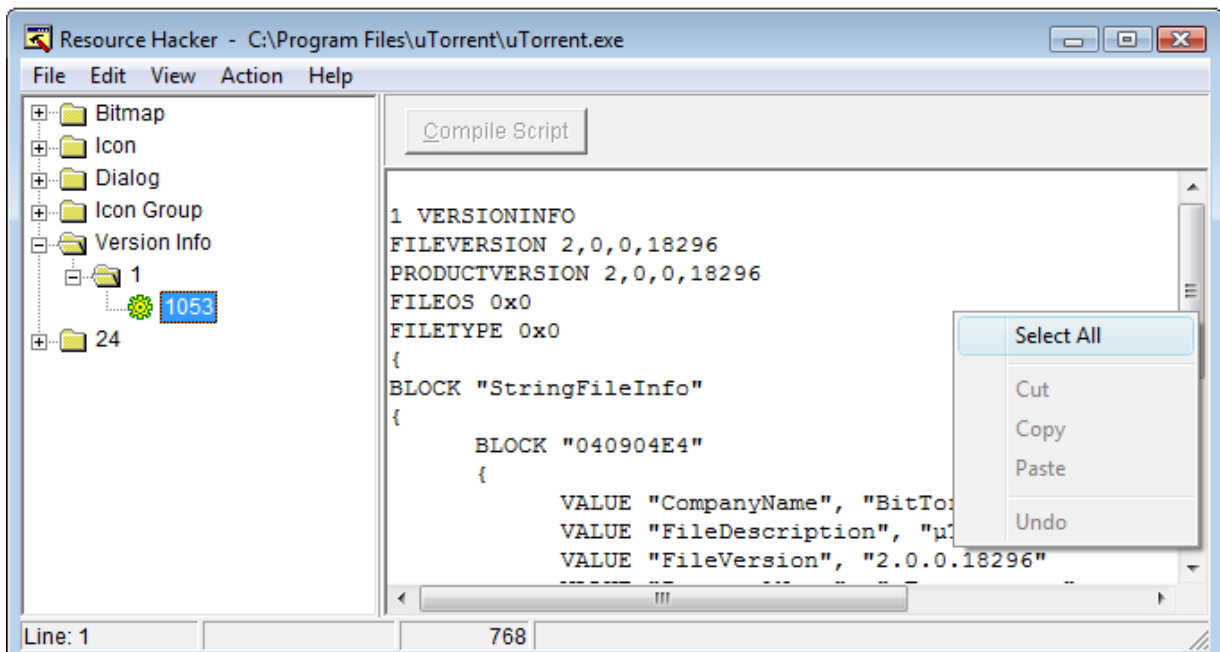 Resource Hacker - C:\Program Files\uTorrent\uTorrent.exe
File Edit View Action Help
Bitmap
Icon
Dialog
Icon Group
Version Info
1
1053
24
Compile Script
1 VERSIONINFO
FILEVERSION 2,0,0,18296
PRODUCTVERSION 2,0,0,18296
FILEOS 0x0
FILETYPE 0x0
{
BLOCK "StringFileInfo"
{
BLOCK "040904E4"
{
VALUE "CompanyName",
VALUE "FileDescription",
VALUE "FileVersion", "2.0.0.18296"
Select All
Cut
Copy
Paste
Undo
Line: 1
768